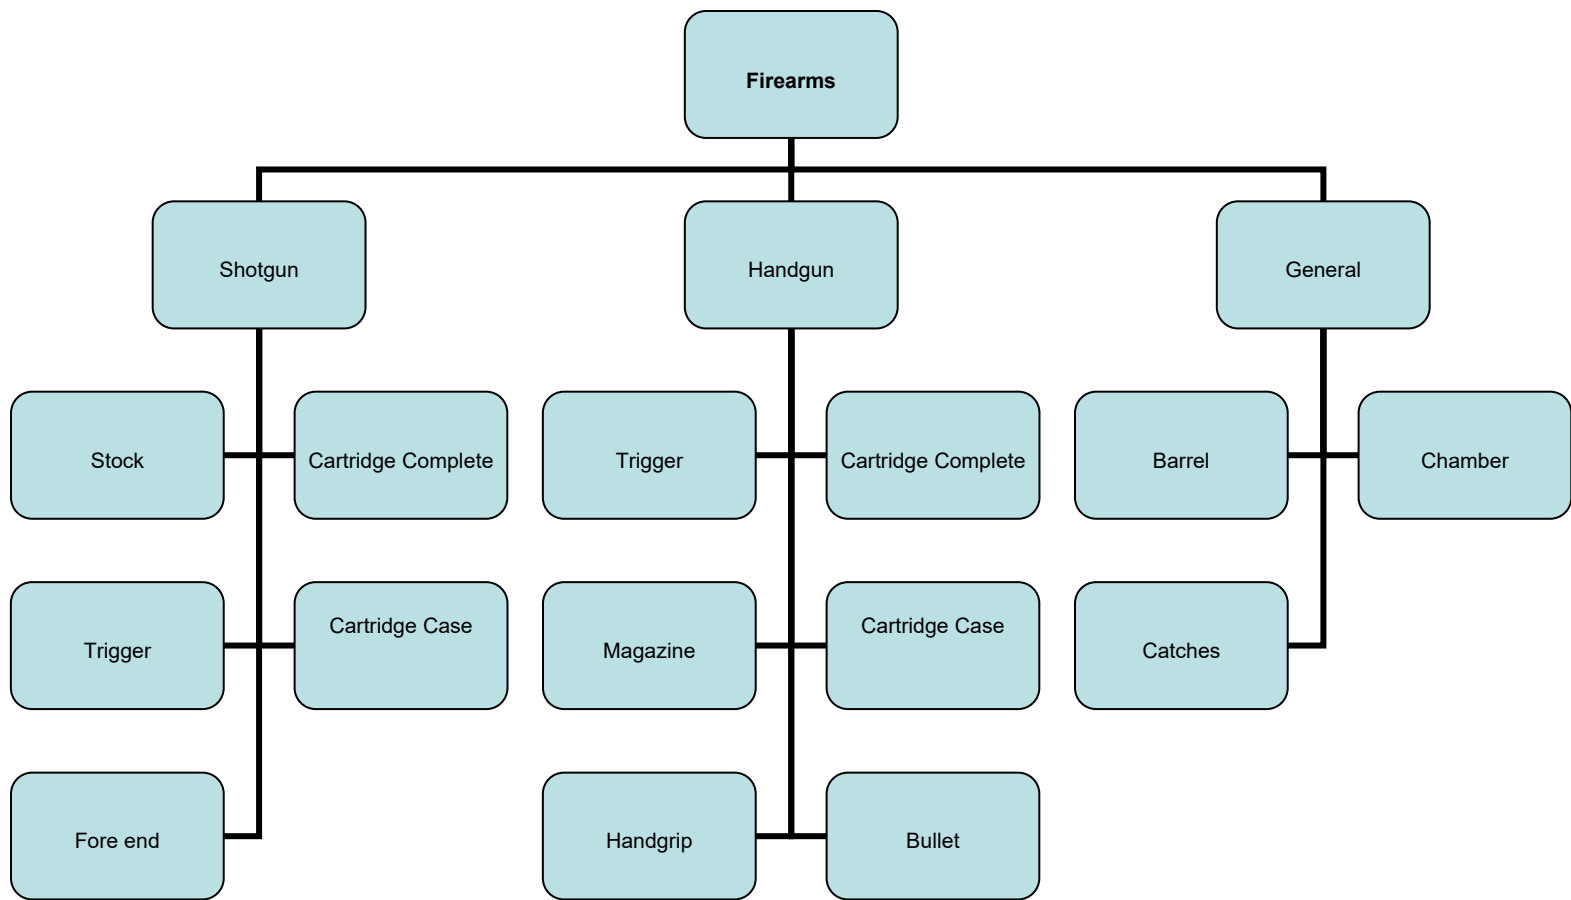 Firearms
Shotgun
Handgun
General
Stock
Cartridge Complete
Trigger
Cartridge Complete
Barrel
Chamber
Trigger
Cartridge Case
Magazine
Cartridge Case
Catches
Fore end
Handgrip
Bullet